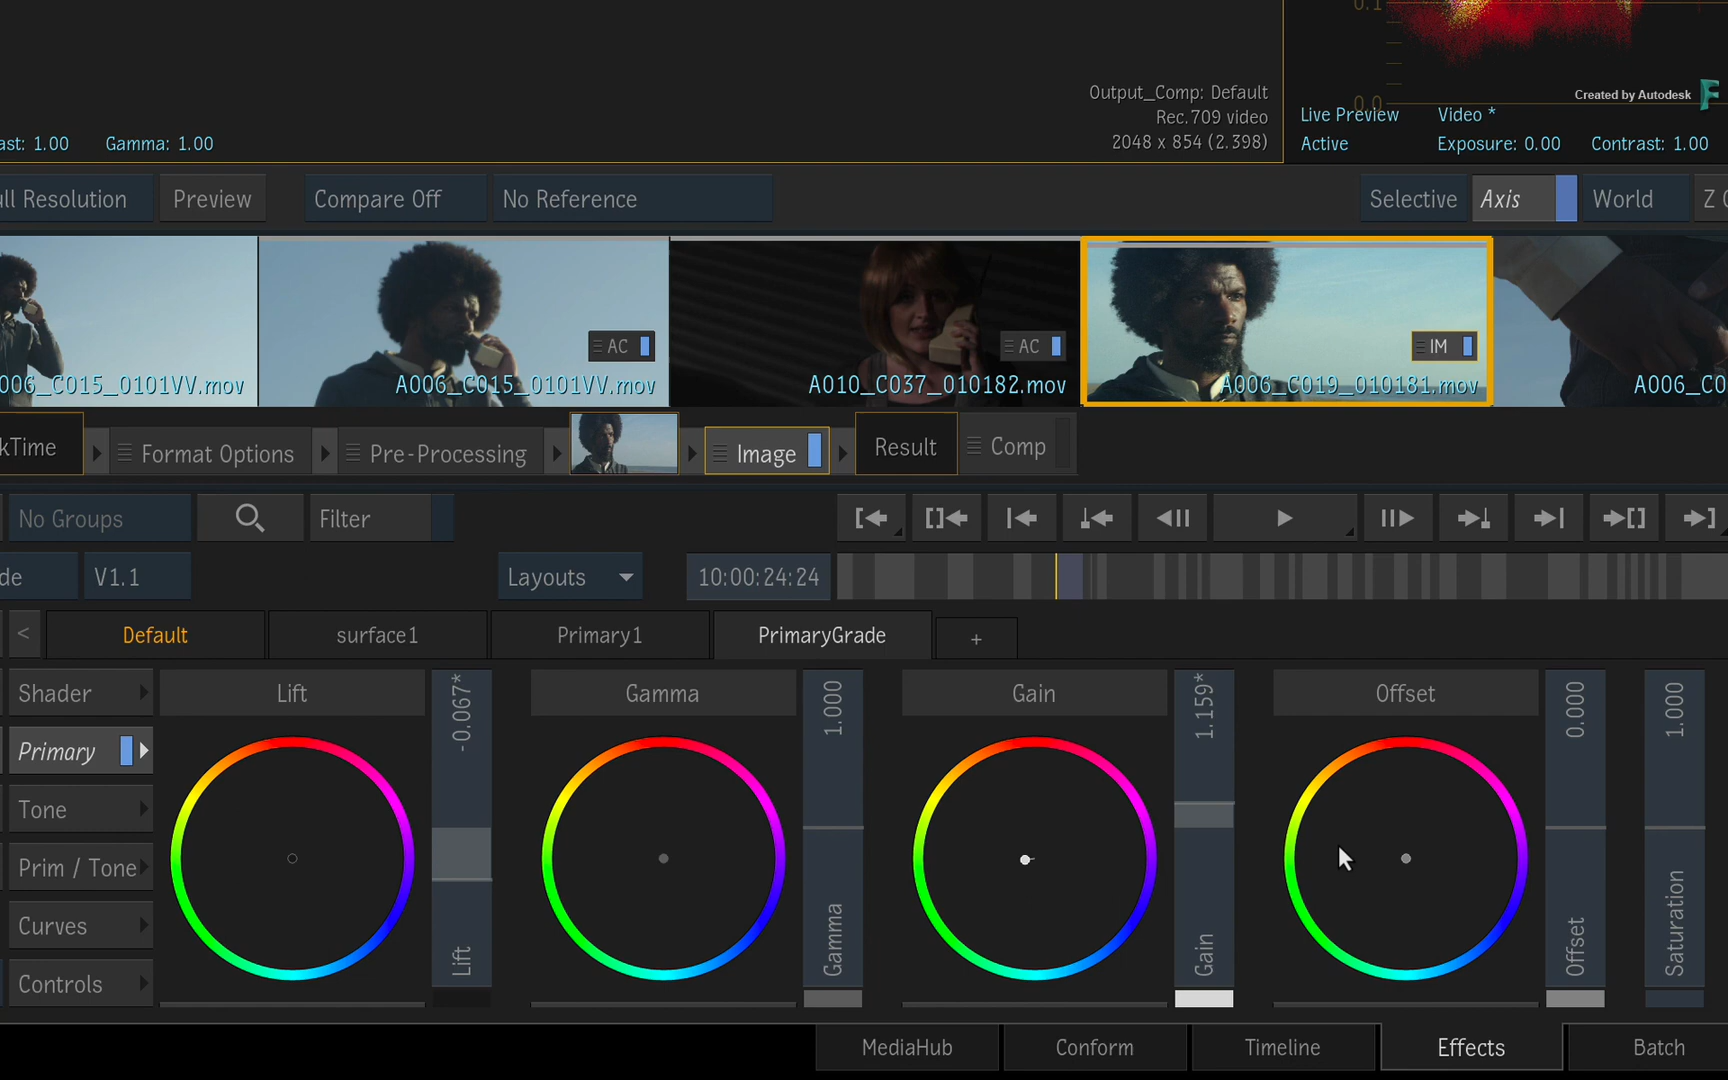 0.1
Created by Autodesk
0.0
Output_Comp: Default
Rec.709 video
2048 x 854 (2.398)
Live Preview Video *
ast: 1.00 Gamma: 1.00
Active Exposure: 0.00 Contrast: 1.00
ull Resolution Preview Compare Off No Reference Selective Axis World Z
AC AC IM
006_C015_0101VV.mov A006_C015_0101VV.mov A010_C037_010182.mov A006_C019_010181.mov A006_C0
kTime Format Options Pre-Processing Image Result Comp
No Groups Filter
de V1.1 Layouts 10:00:24:24
< Default surface1 Primary1 PrimaryGrade +
Shader Lift -0.067* Gamma 1.000 Gain 1.159* Offset 0.000 1.000
Primary
Tone
Prim / Tone
Curves Lift Gamma Gain Offset Saturation
Controls
MediaHub Conform Timeline Effects Batch